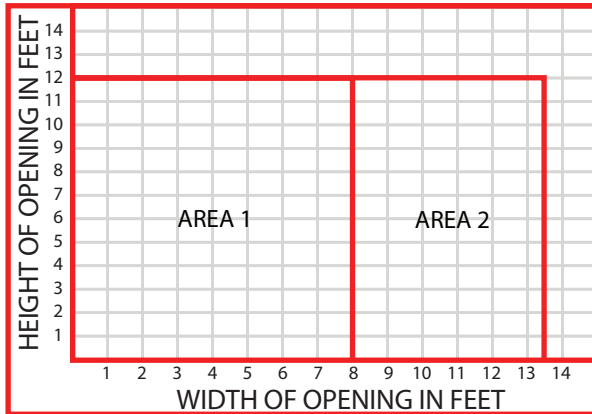 HEIGHT OF OPENING IN FEET
14
13
12
11
10
9
8
7
6
5
4
3
2
1
AREA 1
AREA 2
1 2 3 4 5 6 7 8 9 10 11 12 13 14
WIDTH OF OPENING IN FEET